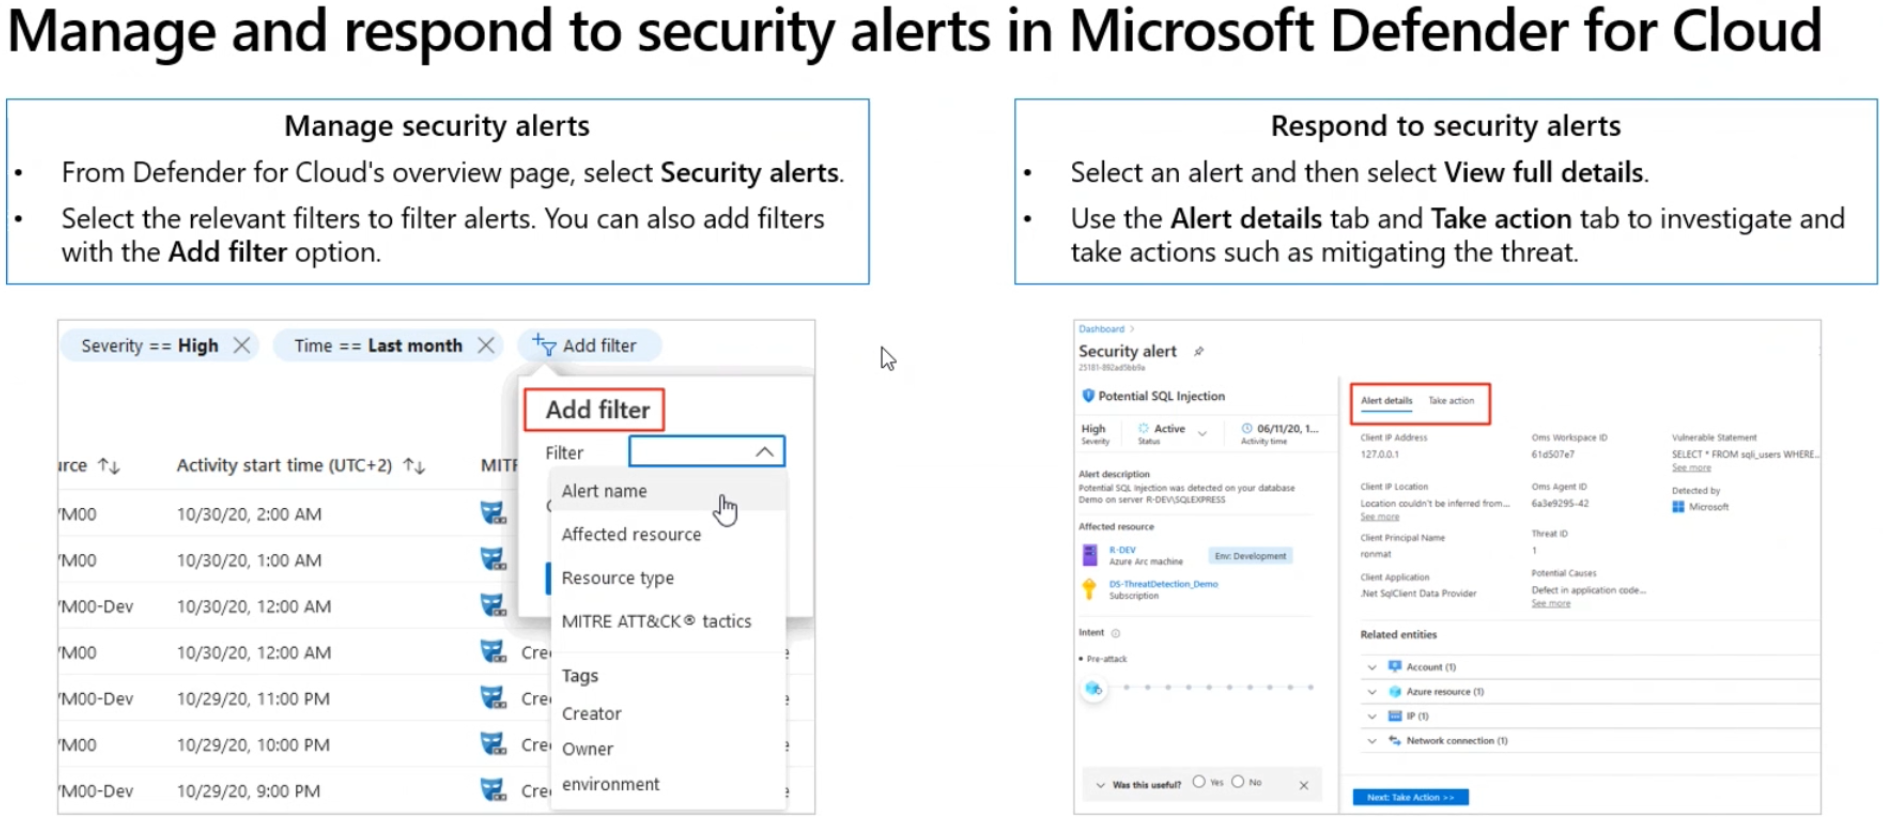 Manage and respond to security alerts in Microsoft Defender for Cloud
Manage security alerts
• From Defender for Cloud's overview page, select Security alerts.
• Select the relevant filters to filter alerts. You can also add filters
with the Add filter option.
Respond to security alerts
• Select an alert and then select View full details.
• Use the Alert details tab and Take action tab to investigate and
take actions such as mitigating the threat.
Severity == High
Time == Last month
Add filter
Add filter
Filter
Alert name
Affected resource
Resource type
MITRE ATT&CK® tactics
Tags
Creator
Owner
environment
Activity start time (UTC+2)
M00 10/30/20, 2:00 AM
M00 10/30/20, 1:00 AM
M00-Dev 10/30/20, 12:00 AM
M00 10/30/20, 12:00 AM
M00-Dev 10/29/20, 11:00 PM
M00 10/29/20, 10:00 PM
M00-Dev 10/29/20, 9:00 PM
Dashboard >
Security alert
Potential SQL Injection
High
Severity
Active
Status
06/11/20, 1...
Activity time
Alert description
Potential SQL Injection was detected on your database
Demo on server R-DEV\SQLEXPRESS
Affected resource
R-DEV
Azure Arc machine
Env: Development
DS-ThreatDetection_Demo
Subscription
Intent
• Pre-attack
Was this useful? Yes No
Alert details Take action
Client IP Address
127.0.0.1
Client IP Location
Location couldn't be inferred from...
See more
Client Principal Name
ronmat
Client Application
.Net SqlClient Data Provider
Oms Workspace ID
61d507e7
Oms Agent ID
6a3e9295-42
Threat ID
1
Potential Causes
Defect in application code...
See more
Vulnerable Statement
SELECT * FROM sqli_users WHERE...
See more
Detected by
Microsoft
Related entities
Account (1)
Azure resource (1)
IP (1)
Network connection (1)
Next: Take Action >>